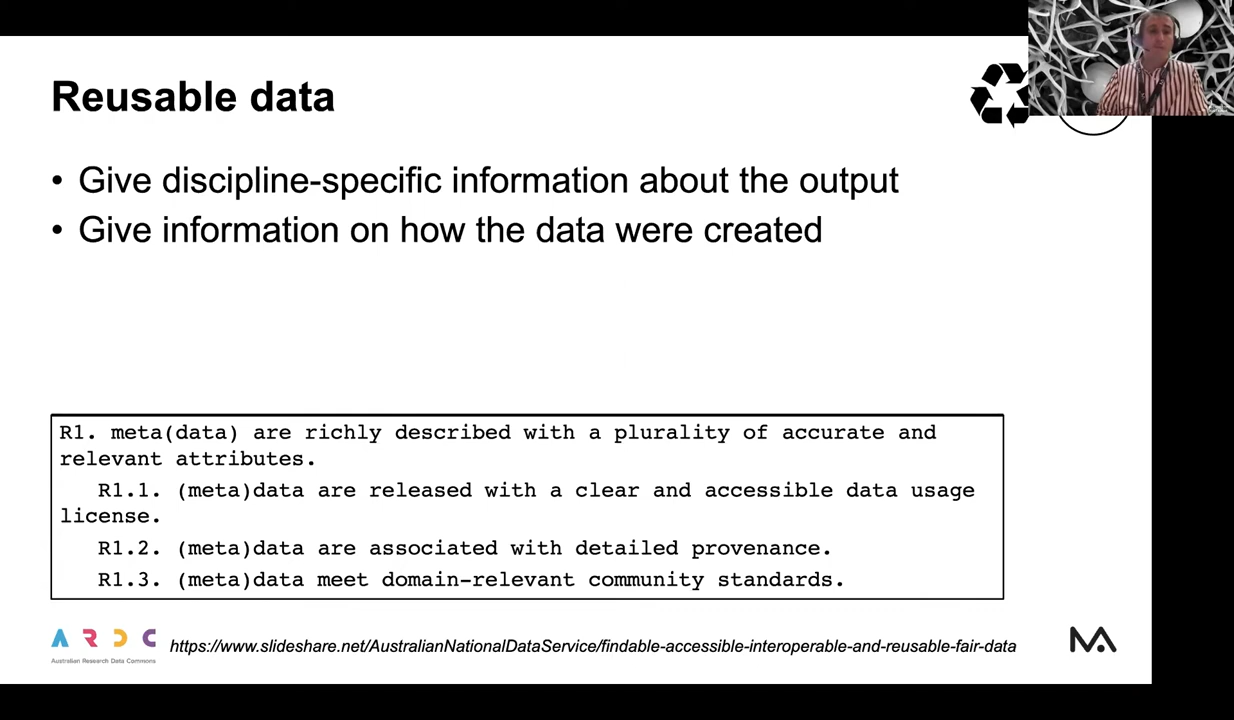 Reusable data
• Give discipline-specific information about the output
• Give information on how the data were created
R1. meta(data) are richly described with a plurality of accurate and
relevant attributes.
R1.1. (meta)data are released with a clear and accessible data usage
license.
R1.2. (meta)data are associated with detailed provenance.
R1.3. (meta)data meet domain-relevant community standards.
ARDC
Australian Research Data Commons
https://www.slideshare.net/AustralianNationalDataService/findable-accessible-interoperable-and-reusable-fair-data